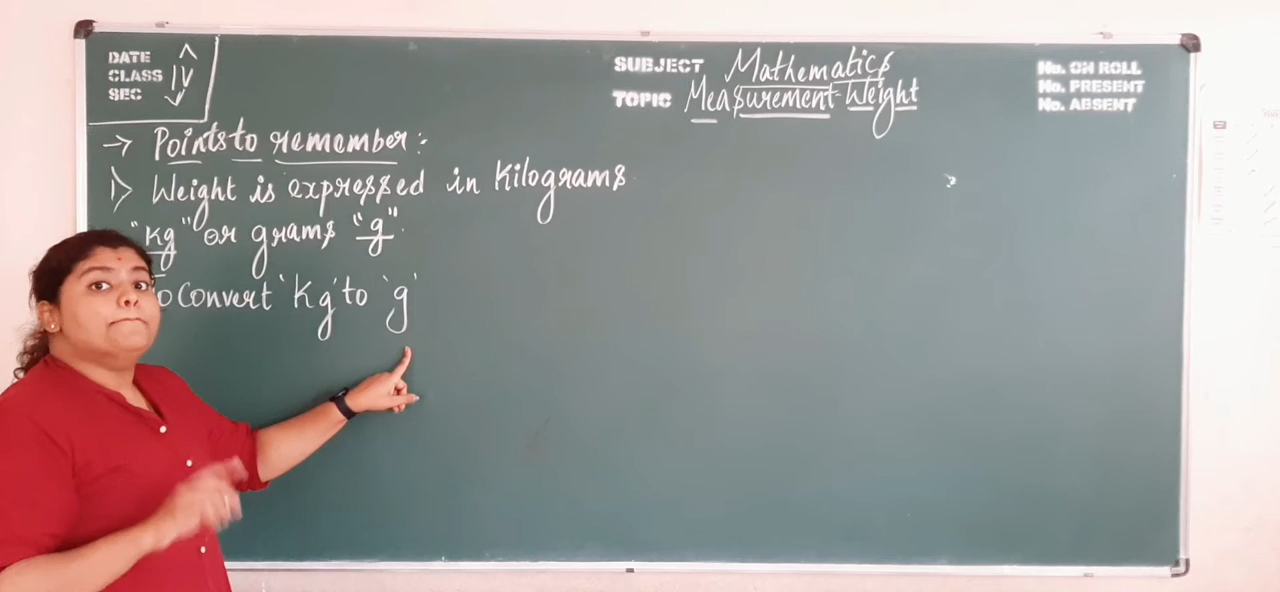 DATE
CLASS IV
SEC
SUBJECT Mathematics
TOPIC Measurement-Weight
No. ON ROLL
No. PRESENT
No. ABSENT
→ Points to remember:-
1) Weight is expressed in Kilograms
"Kg" or grams "g".
Convert 'Kg' to 'g'